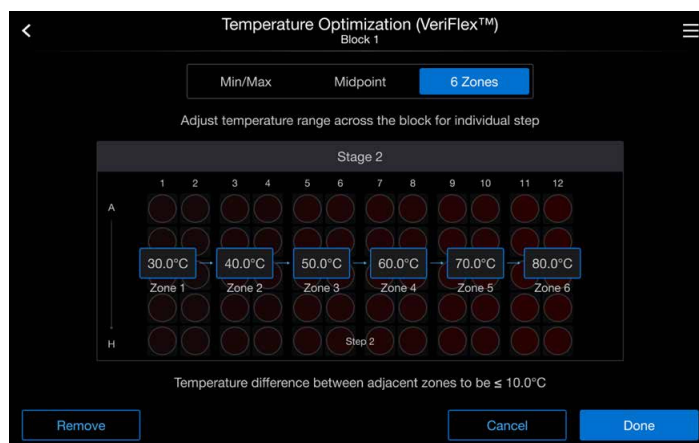 Temperature Optimization (VeriFlex™)
Block 1
Min/Max Midpoint 6 Zones
Adjust temperature range across the block for individual step
Stage 2
1 2 3 4 5 6 7 8 9 10 11 12
A
30.0°C 40.0°C 50.0°C 60.0°C 70.0°C 80.0°C
Zone 1 Zone 2 Zone 3 Zone 4 Zone 5 Zone 6
H
Step 2
Temperature difference between adjacent zones to be ≤ 10.0°C
Remove Cancel Done